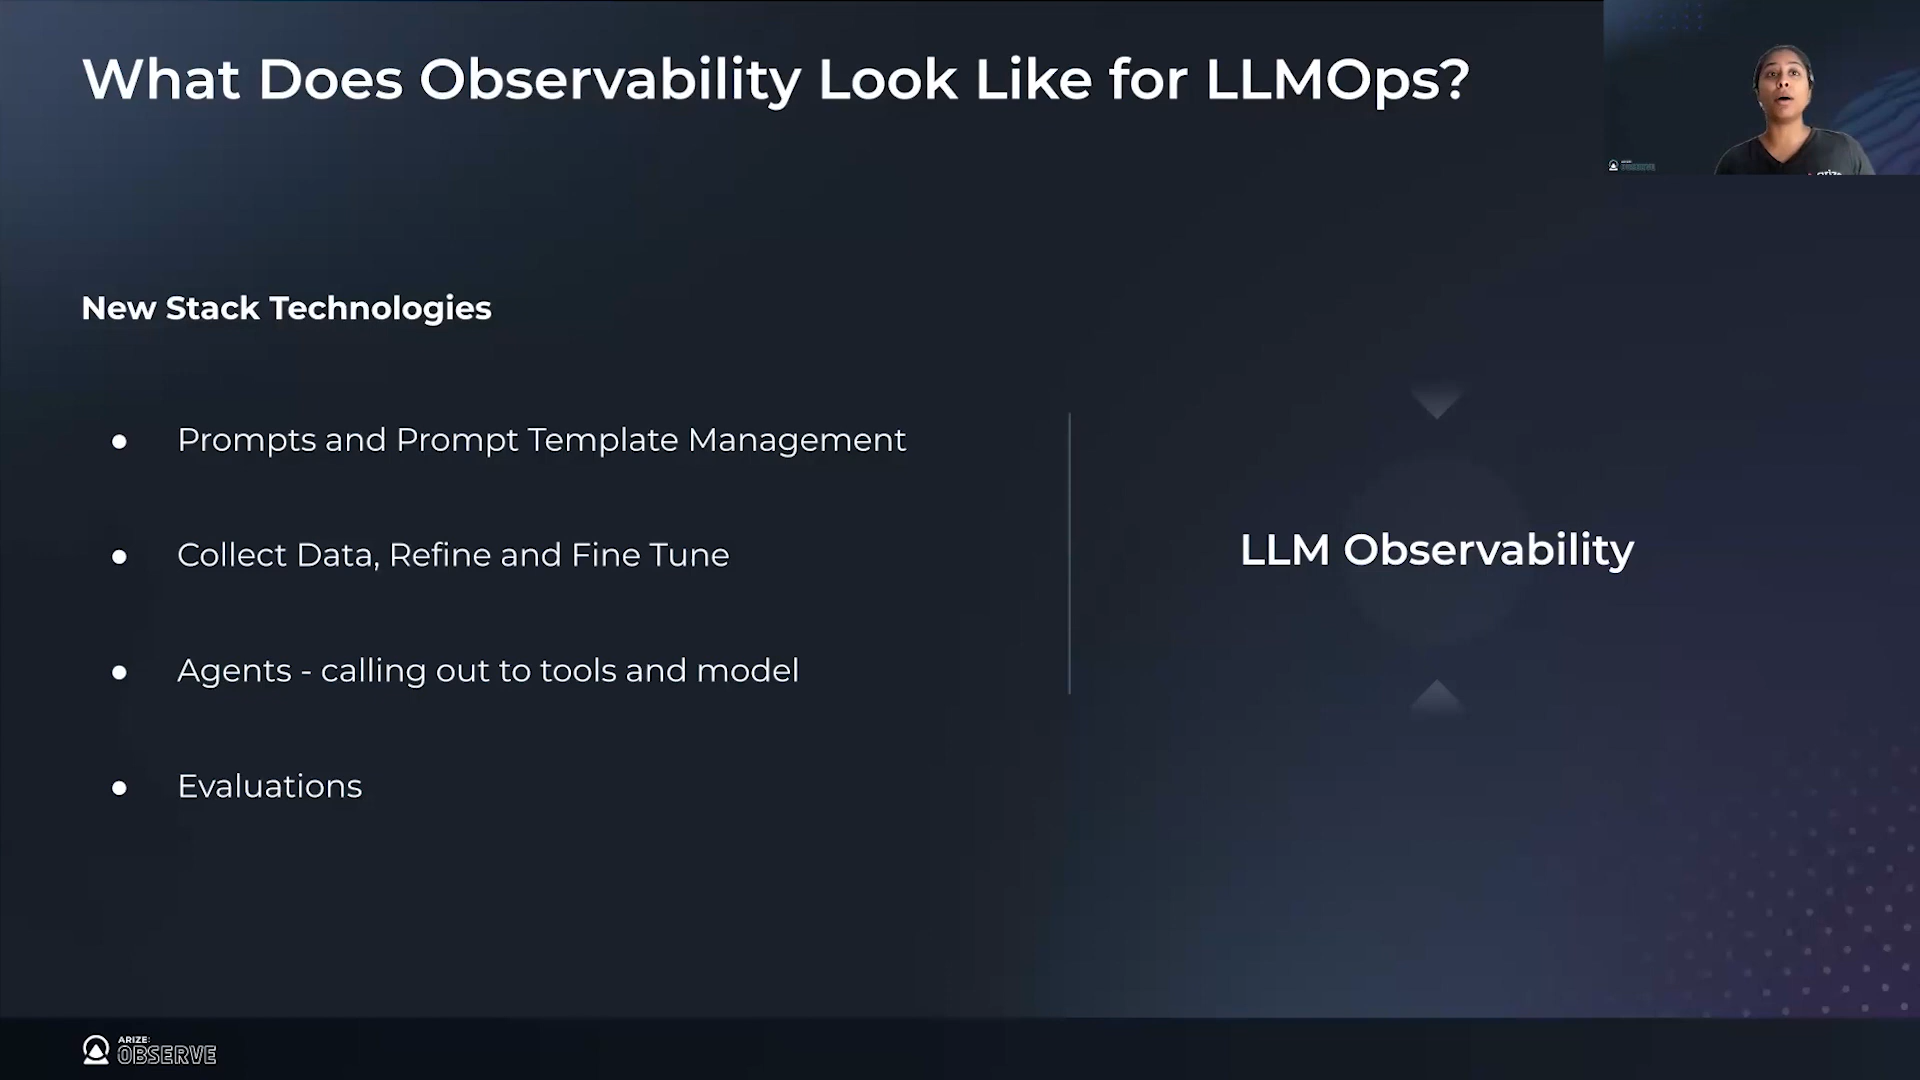 What Does Observability Look Like for LLMOps?
New Stack Technologies
● Prompts and Prompt Template Management
● Collect Data, Refine and Fine Tune
● Agents - calling out to tools and model
● Evaluations
LLM Observability
arize
ARIZE:
OBSERVE